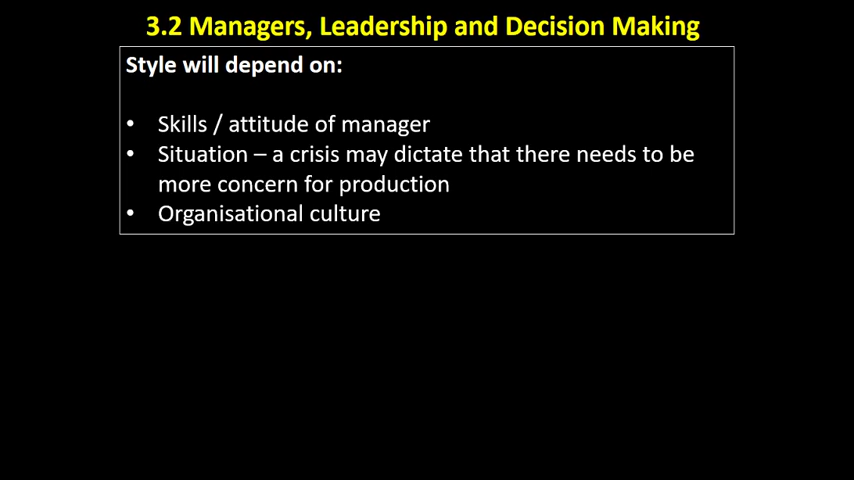 3.2 Managers, Leadership and Decision Making
Style will depend on:
• Skills / attitude of manager
• Situation – a crisis may dictate that there needs to be
more concern for production
• Organisational culture